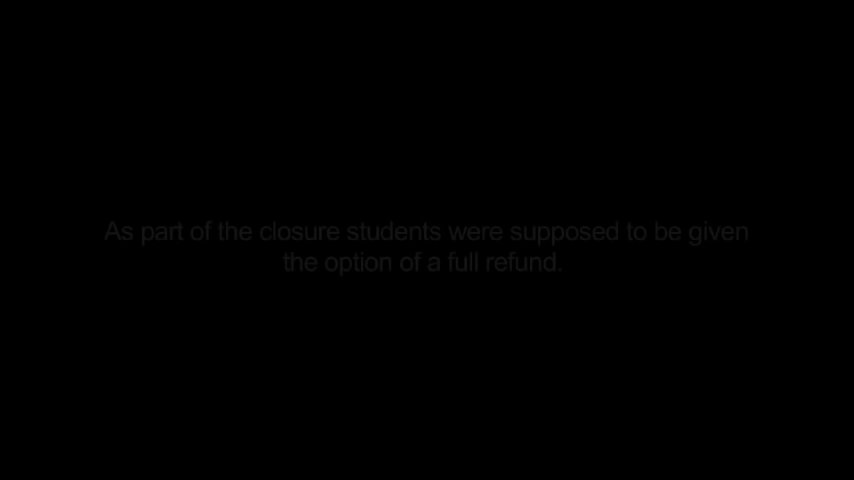 As part of the closure students were supposed to be given
the option of a full refund.